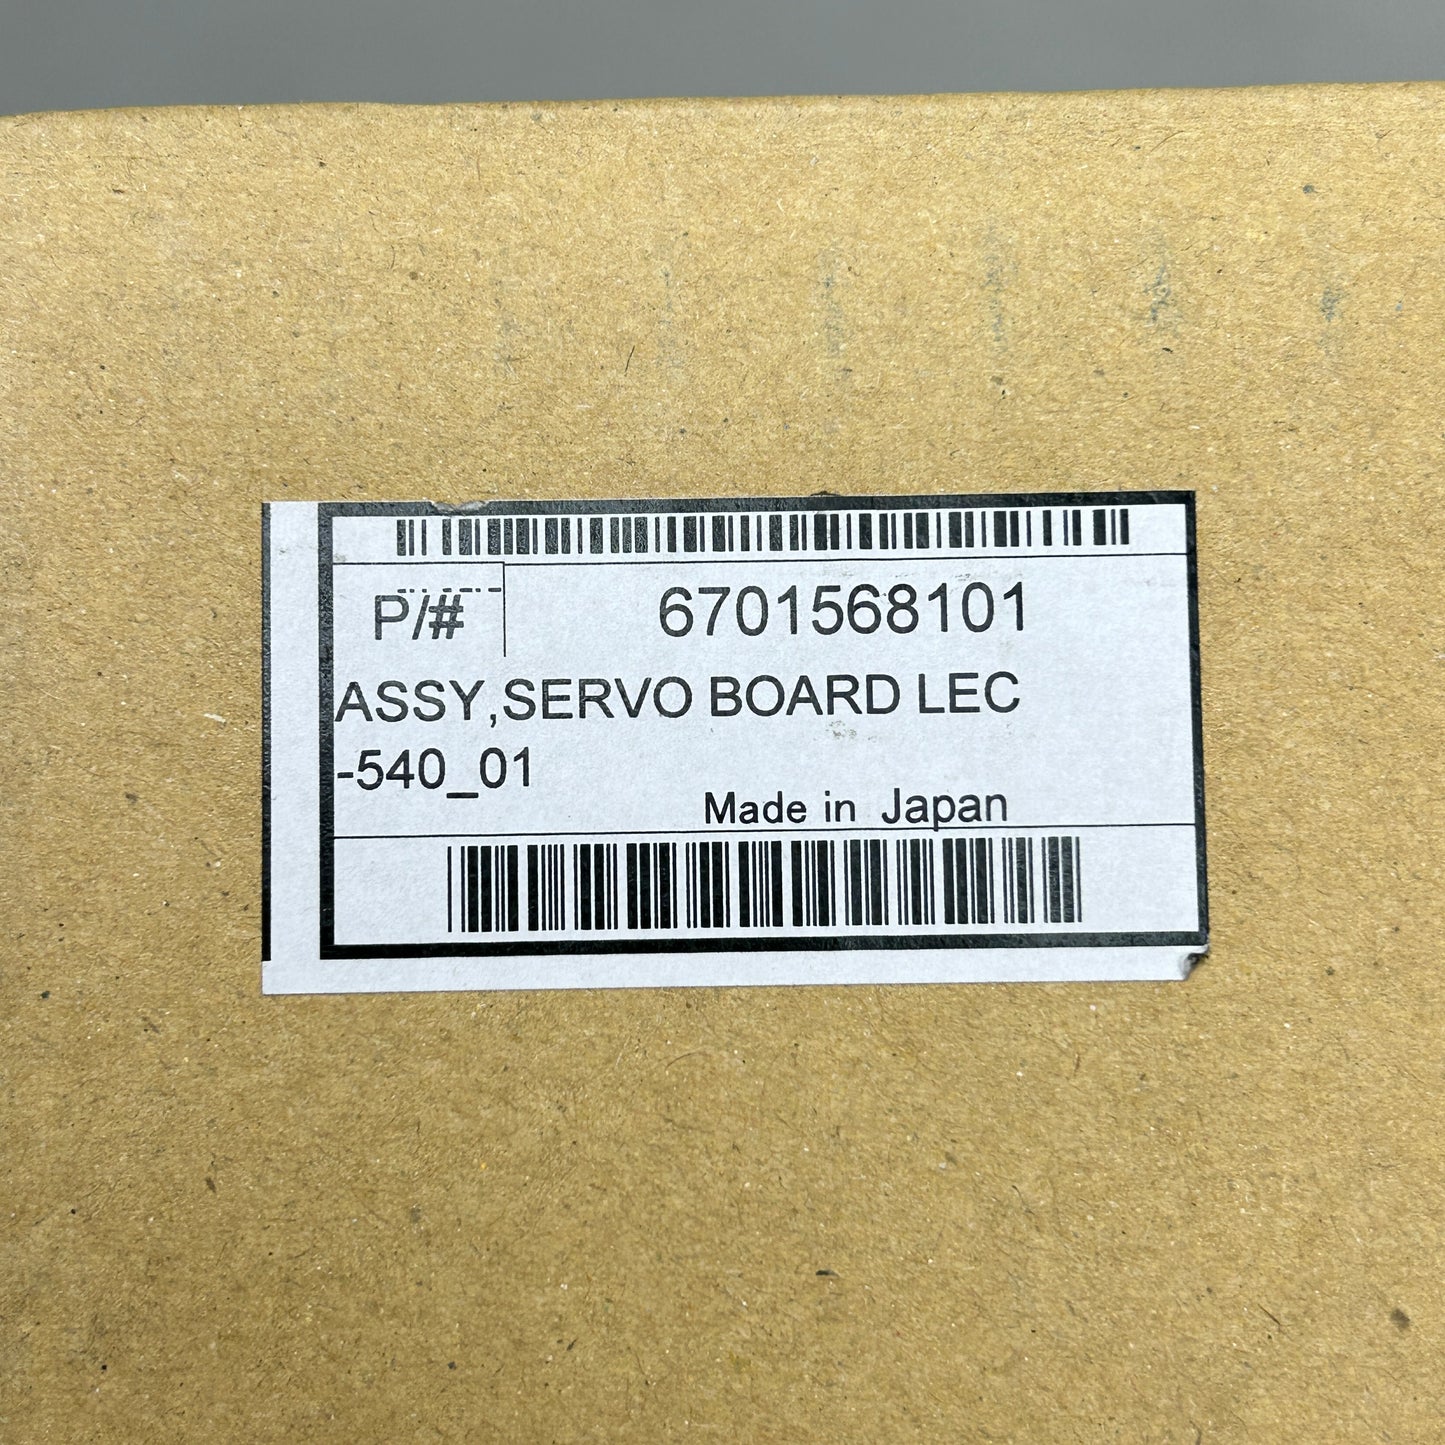 P/# 6701568101
ASSY,SERVO BOARD LEC
-540_01
Made in Japan